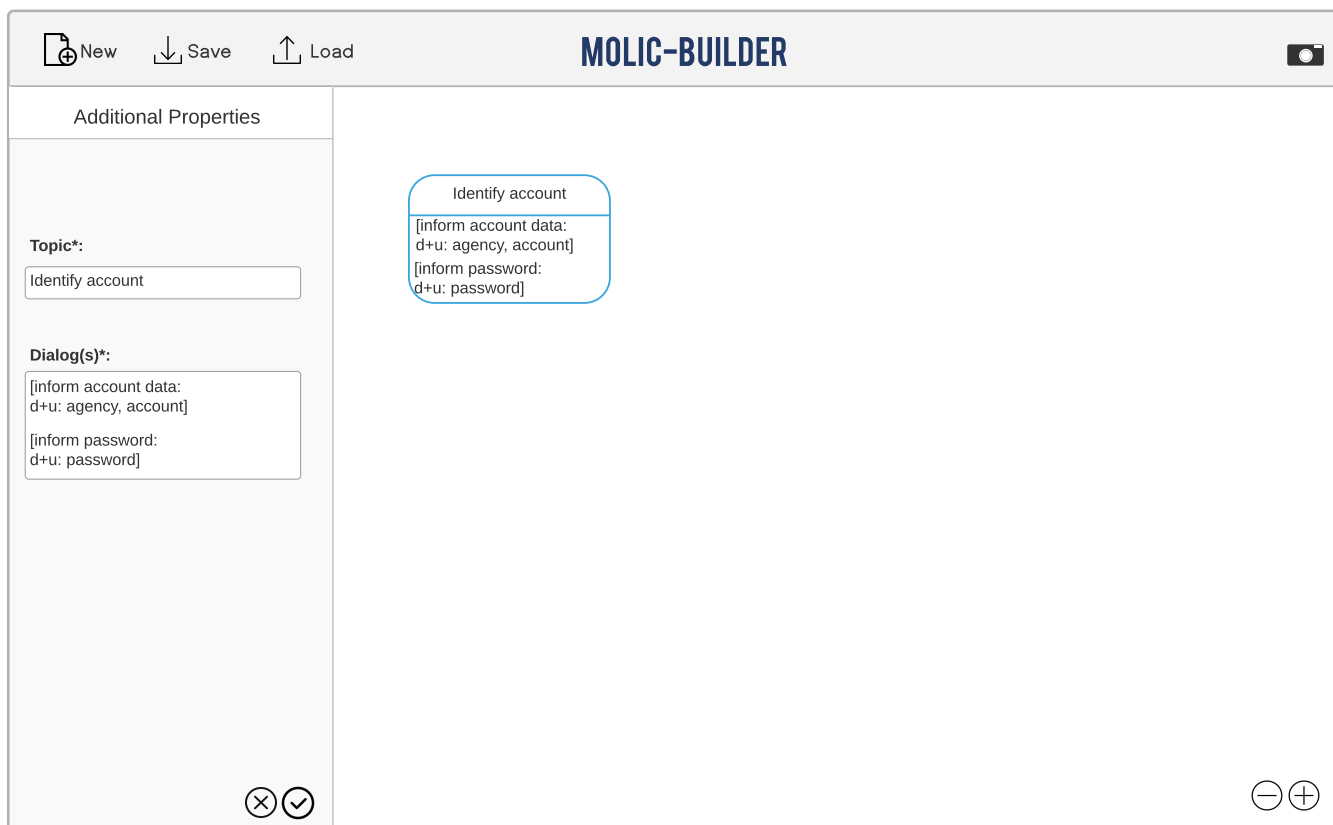 New
Save
Load
MOLIC-BUILDER
Additional Properties
Topic*:
Identify account
Dialog(s)*:
[inform account data:
d+u: agency, account]
[inform password:
d+u: password]
Identify account
[inform account data:
d+u: agency, account]
[inform password:
d+u: password]